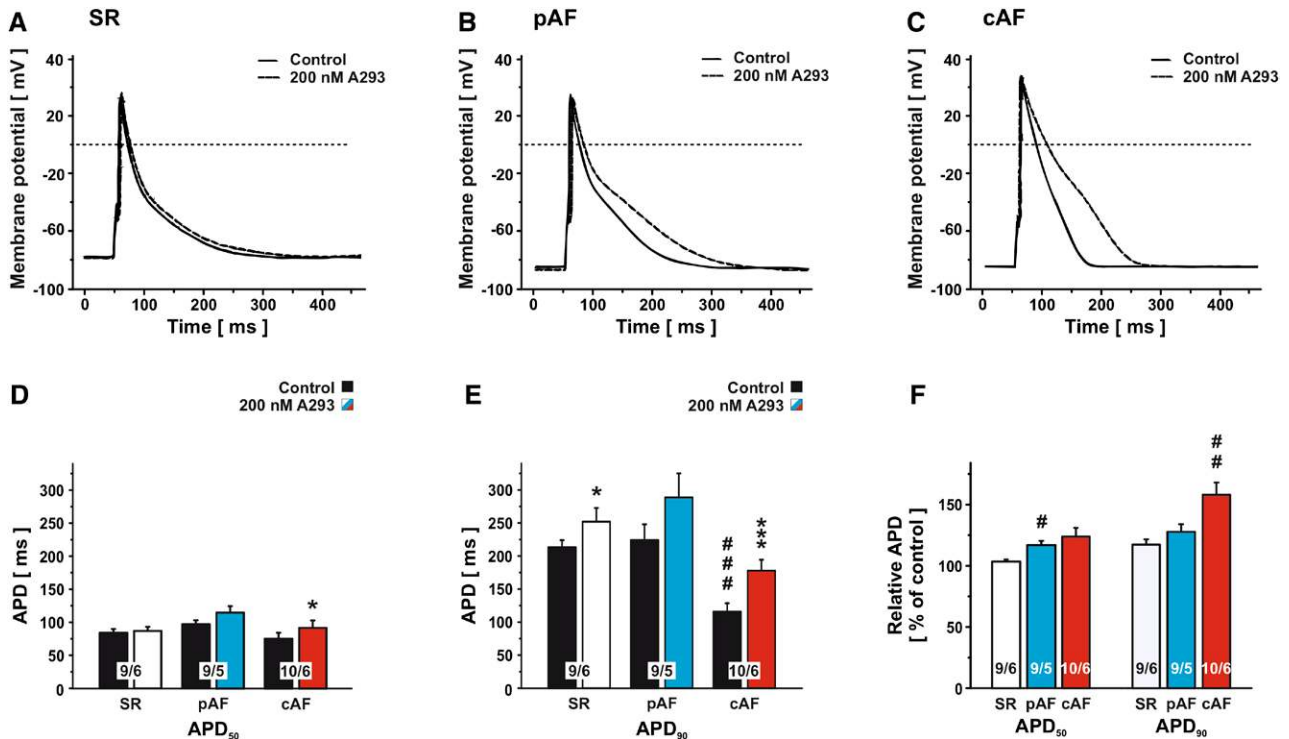 A SR
Control
200 nM A293
Membrane potential [ mV ]
40
20
-20
-60
-100
0 100 200 300 400
Time [ ms ]
B pAF
Control
200 nM A293
Membrane potential [ mV ]
40
20
-20
-60
-100
0 100 200 300 400
Time [ ms ]
C cAF
Control
200 nM A293
Membrane potential [ mV ]
40
20
-20
-60
-100
0 100 200 300 400
Time [ ms ]
D
Control
200 nM A293
APD [ ms ]
300
250
200
150
100
50
0
*
9/6 9/5 10/6
SR pAF cAF
APD50
E
Control
200 nM A293
APD [ ms ]
300
250
200
150
100
50
0
*
###
***
9/6 9/5 10/6
SR pAF cAF
APD90
F
Relative APD
[ % of control ]
150
100
50
0
#
##
9/6 9/5 10/6 9/6 9/5 10/6
SR pAF cAF SR pAF cAF
APD50 APD90